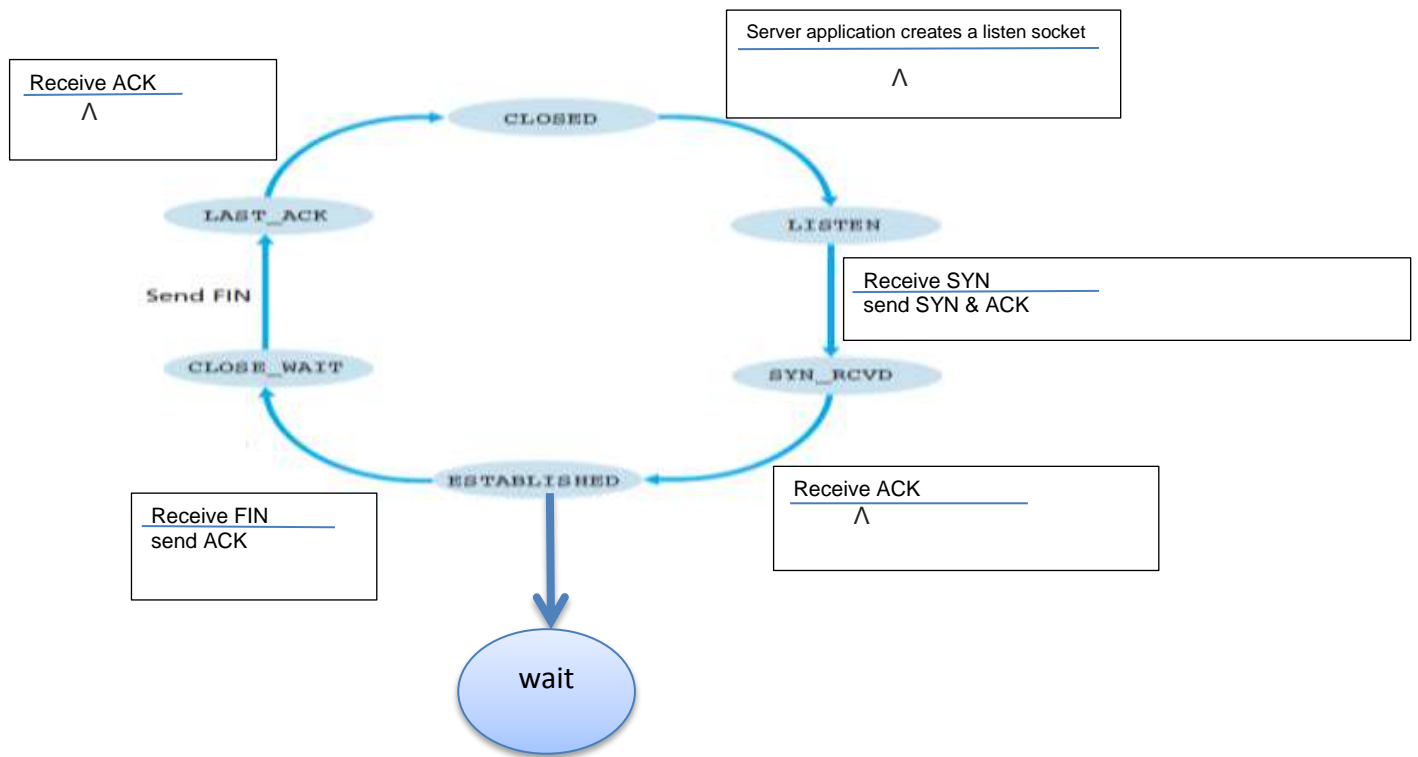 Server application creates a listen socket
Λ
Receive ACK
Λ
CLOSED
LAST_ACK
LISTEN
Send FIN
Receive SYN
send SYN & ACK
CLOSE_WAIT
SYN_RCVD
ESTABLISHED
Receive ACK
Λ
Receive FIN
send ACK
wait